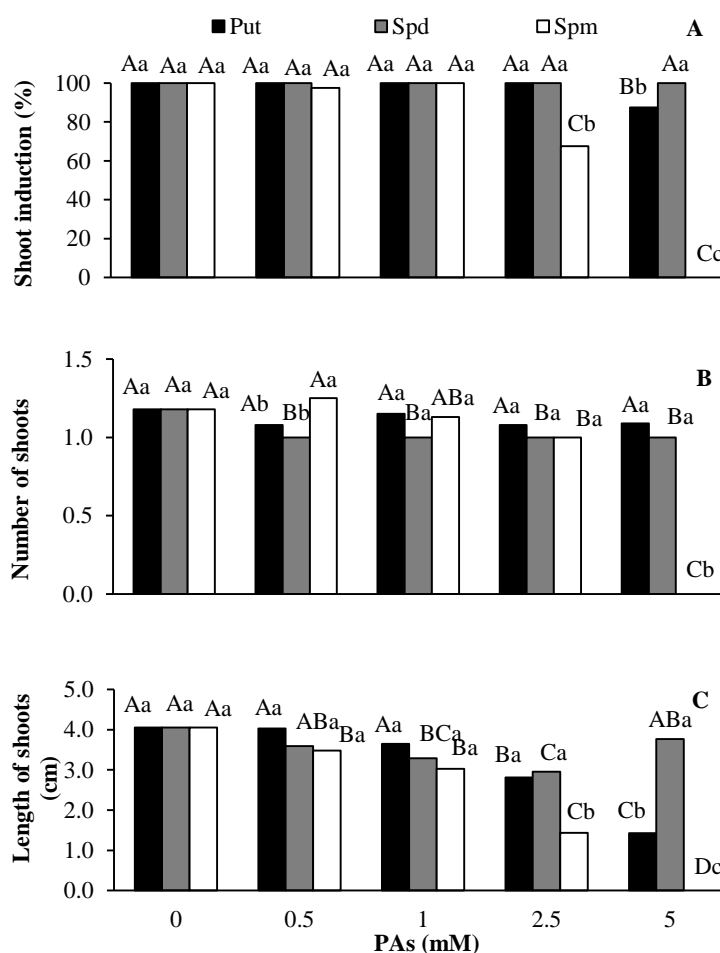 Put Spd Spm
A
Aa Aa Aa Aa Aa Aa Aa Aa Aa Aa Aa Cb Bb Aa Cc
Shoot induction (%)
100
80
60
40
20
0
B
Aa Aa Aa Ab Bb Aa Aa Ba ABa Aa Ba Ba Aa Ba Cb
Number of shoots
1.5
1.0
0.5
0.0
C
Aa Aa Aa Aa ABa Ba Aa BCa Ba Ba Ca Cb Cb ABa Dc
Length of shoots
(cm)
5.0
4.0
3.0
2.0
1.0
0.0
0 0.5 1 2.5 5
PAs (mM)